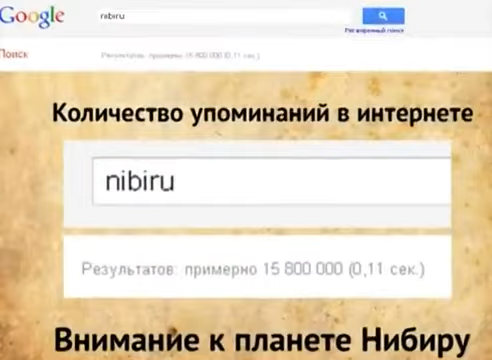 Google
nibiru
Расширенный поиск
Поиск
Результатов: примерно 15 800 000 (0,11 сек.)
Количество упоминаний в интернете
nibiru
Результатов: примерно 15 800 000 (0,11 сек.)
Внимание к планете Нибиру